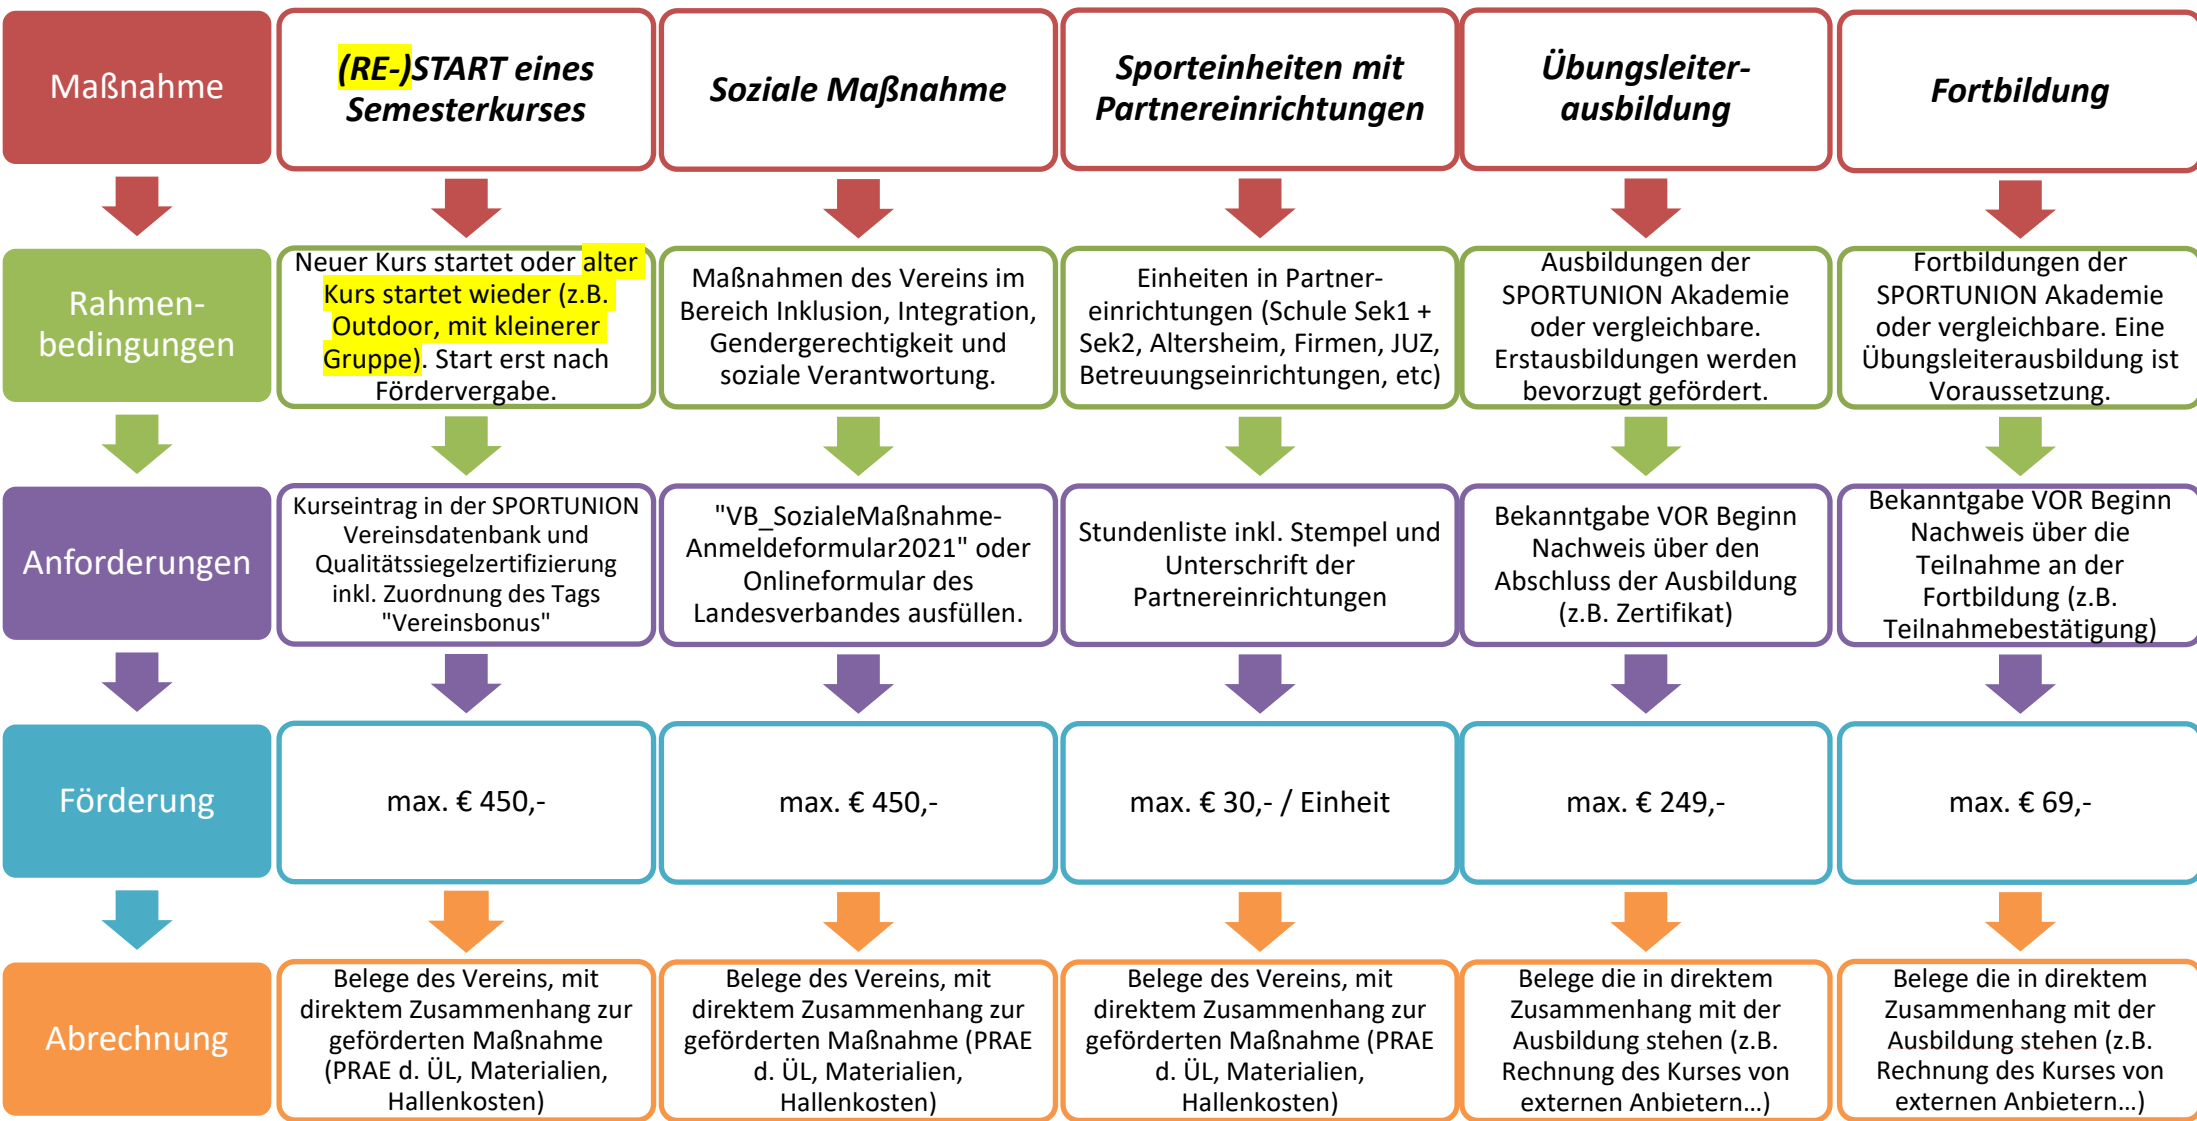 Maßnahme
(RE-)START eines
Semesterkurses
Soziale Maßnahme
Sporteinheiten mit
Partnereinrichtungen
Übungsleiter-
ausbildung
Fortbildung
Rahmen-
bedingungen
Neuer Kurs startet oder alter
Kurs startet wieder (z.B.
Outdoor, mit kleinerer
Gruppe). Start erst nach
Fördervergabe.
Maßnahmen des Vereins im
Bereich Inklusion, Integration,
Gendergerechtigkeit und
soziale Verantwortung.
Einheiten in Partner-
einrichtungen (Schule Sek1 +
Sek2, Altersheim, Firmen, JUZ,
Betreuungseinrichtungen, etc)
Ausbildungen der
SPORTUNION Akademie
oder vergleichbare.
Erstausbildungen werden
bevorzugt gefördert.
Fortbildungen der
SPORTUNION Akademie
oder vergleichbare. Eine
Übungsleiterausbildung ist
Voraussetzung.
Anforderungen
Kurseintrag in der SPORTUNION
Vereinsdatenbank und
Qualitätssiegelzertifizierung
inkl. Zuordnung des Tags
"Vereinsbonus"
"VB_SozialeMaßnahme-
Anmeldeformular2021" oder
Onlineformular des
Landesverbandes ausfüllen.
Stundenliste inkl. Stempel und
Unterschrift der
Partnereinrichtungen
Bekanntgabe VOR Beginn
Nachweis über den
Abschluss der Ausbildung
(z.B. Zertifikat)
Bekanntgabe VOR Beginn
Nachweis über die
Teilnahme an der
Fortbildung (z.B.
Teilnahmebestätigung)
Förderung
max. € 450,-
max. € 450,-
max. € 30,- / Einheit
max. € 249,-
max. € 69,-
Abrechnung
Belege des Vereins, mit
direktem Zusammenhang zur
geförderten Maßnahme
(PRAE d. ÜL, Materialien,
Hallenkosten)
Belege des Vereins, mit
direktem Zusammenhang zur
geförderten Maßnahme (PRAE
d. ÜL, Materialien,
Hallenkosten)
Belege des Vereins, mit
direktem Zusammenhang zur
geförderten Maßnahme (PRAE
d. ÜL, Materialien,
Hallenkosten)
Belege die in direktem
Zusammenhang mit der
Ausbildung stehen (z.B.
Rechnung des Kurses von
externen Anbietern…)
Belege die in direktem
Zusammenhang mit der
Ausbildung stehen (z.B.
Rechnung des Kurses von
externen Anbietern…)